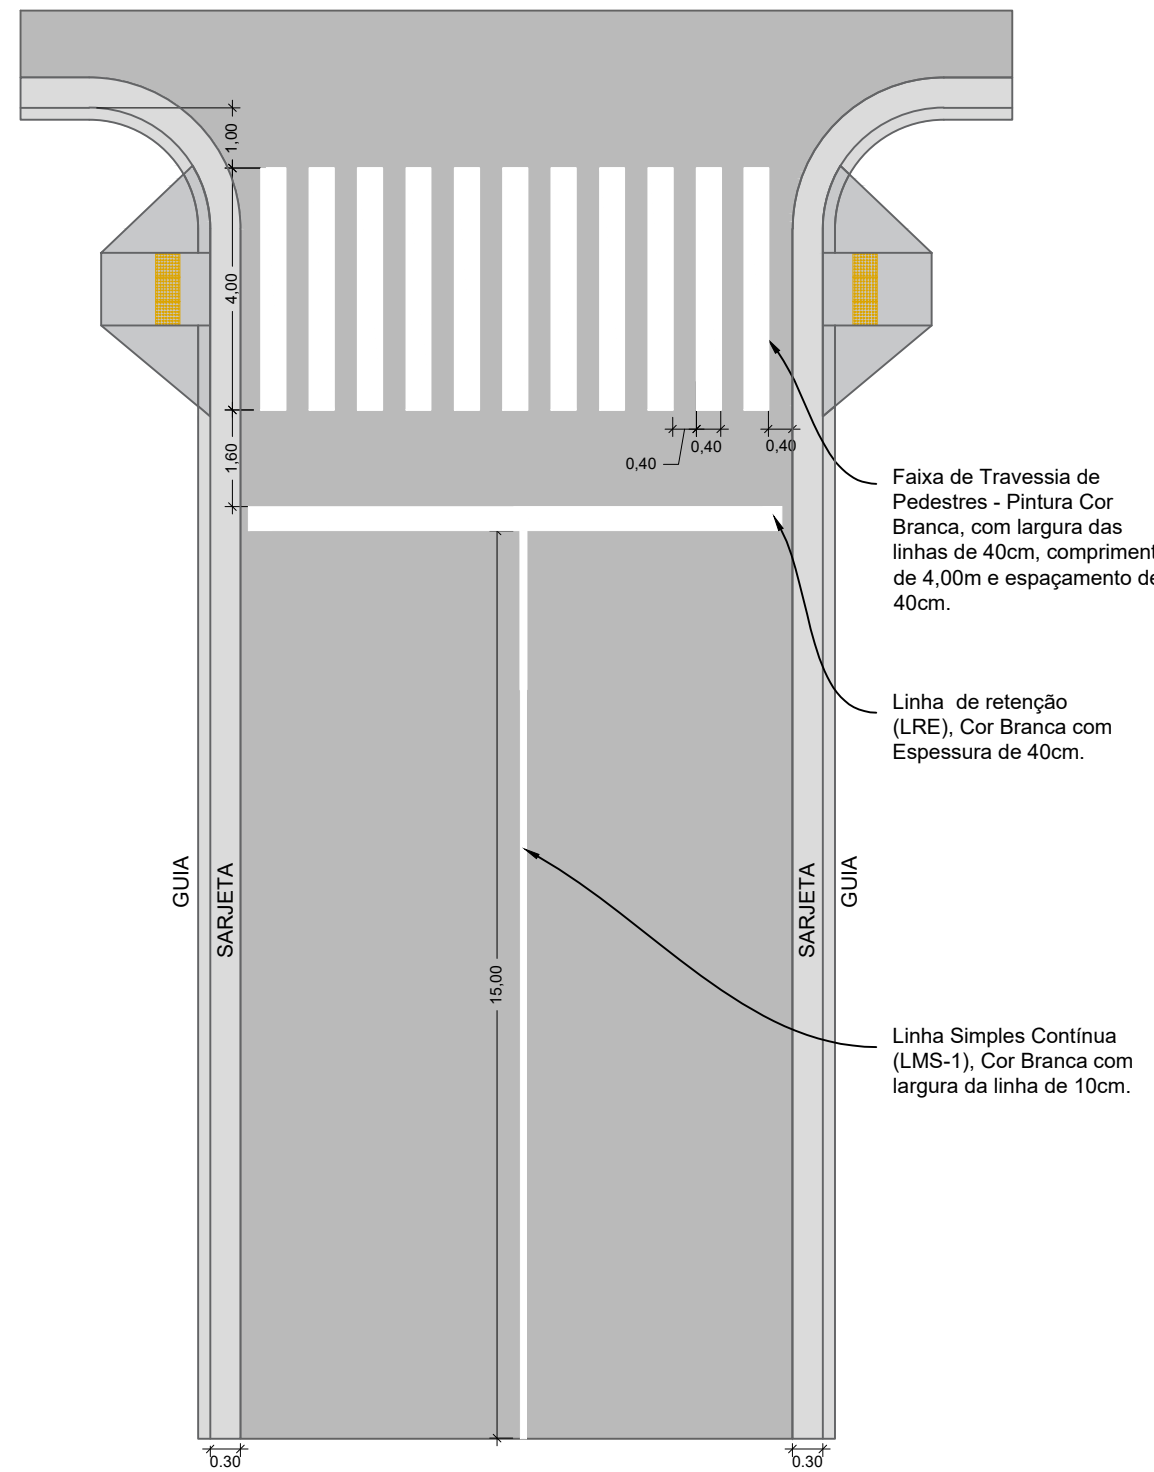 1,00
4,00
1,60
0,40
0,40
0,40
Faixa de Travessia de
Pedestres - Pintura Cor
Branca, com largura das
linhas de 40cm, compriment
de 4,00m e espaçamento de
40cm.
Linha de retenção
(LRE), Cor Branca com
Espessura de 40cm.
GUIA
SARJETA
SARJETA
GUIA
15,00
Linha Simples Contínua
(LMS-1), Cor Branca com
largura da linha de 10cm.
0.30
0.30